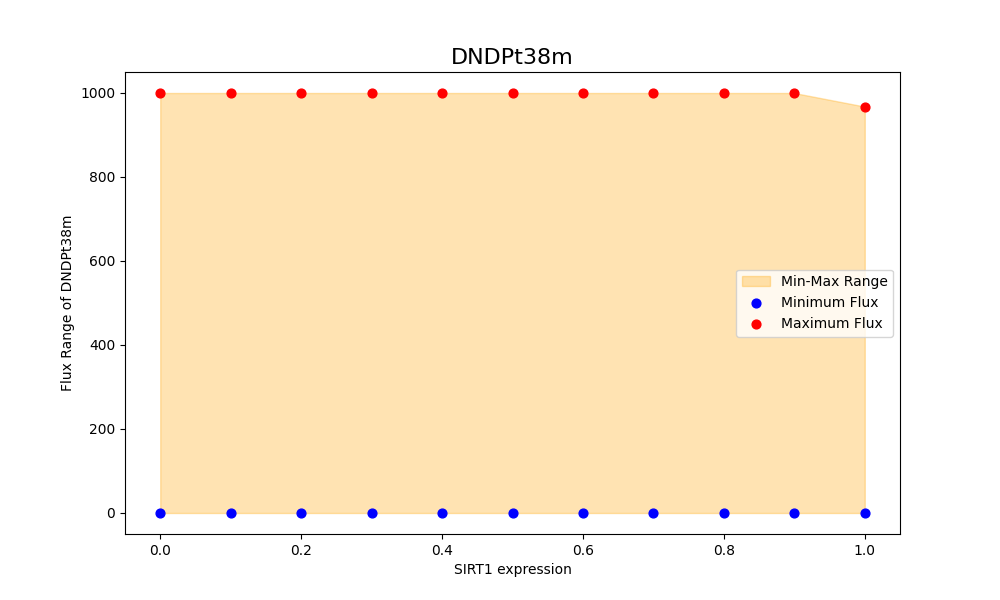 DNDPt38m
Flux Range of DNDPt38m
1000
800
600
400
200
0
Min-Max Range
Minimum Flux
Maximum Flux
0.0 0.2 0.4 0.6 0.8 1.0
SIRT1 expression